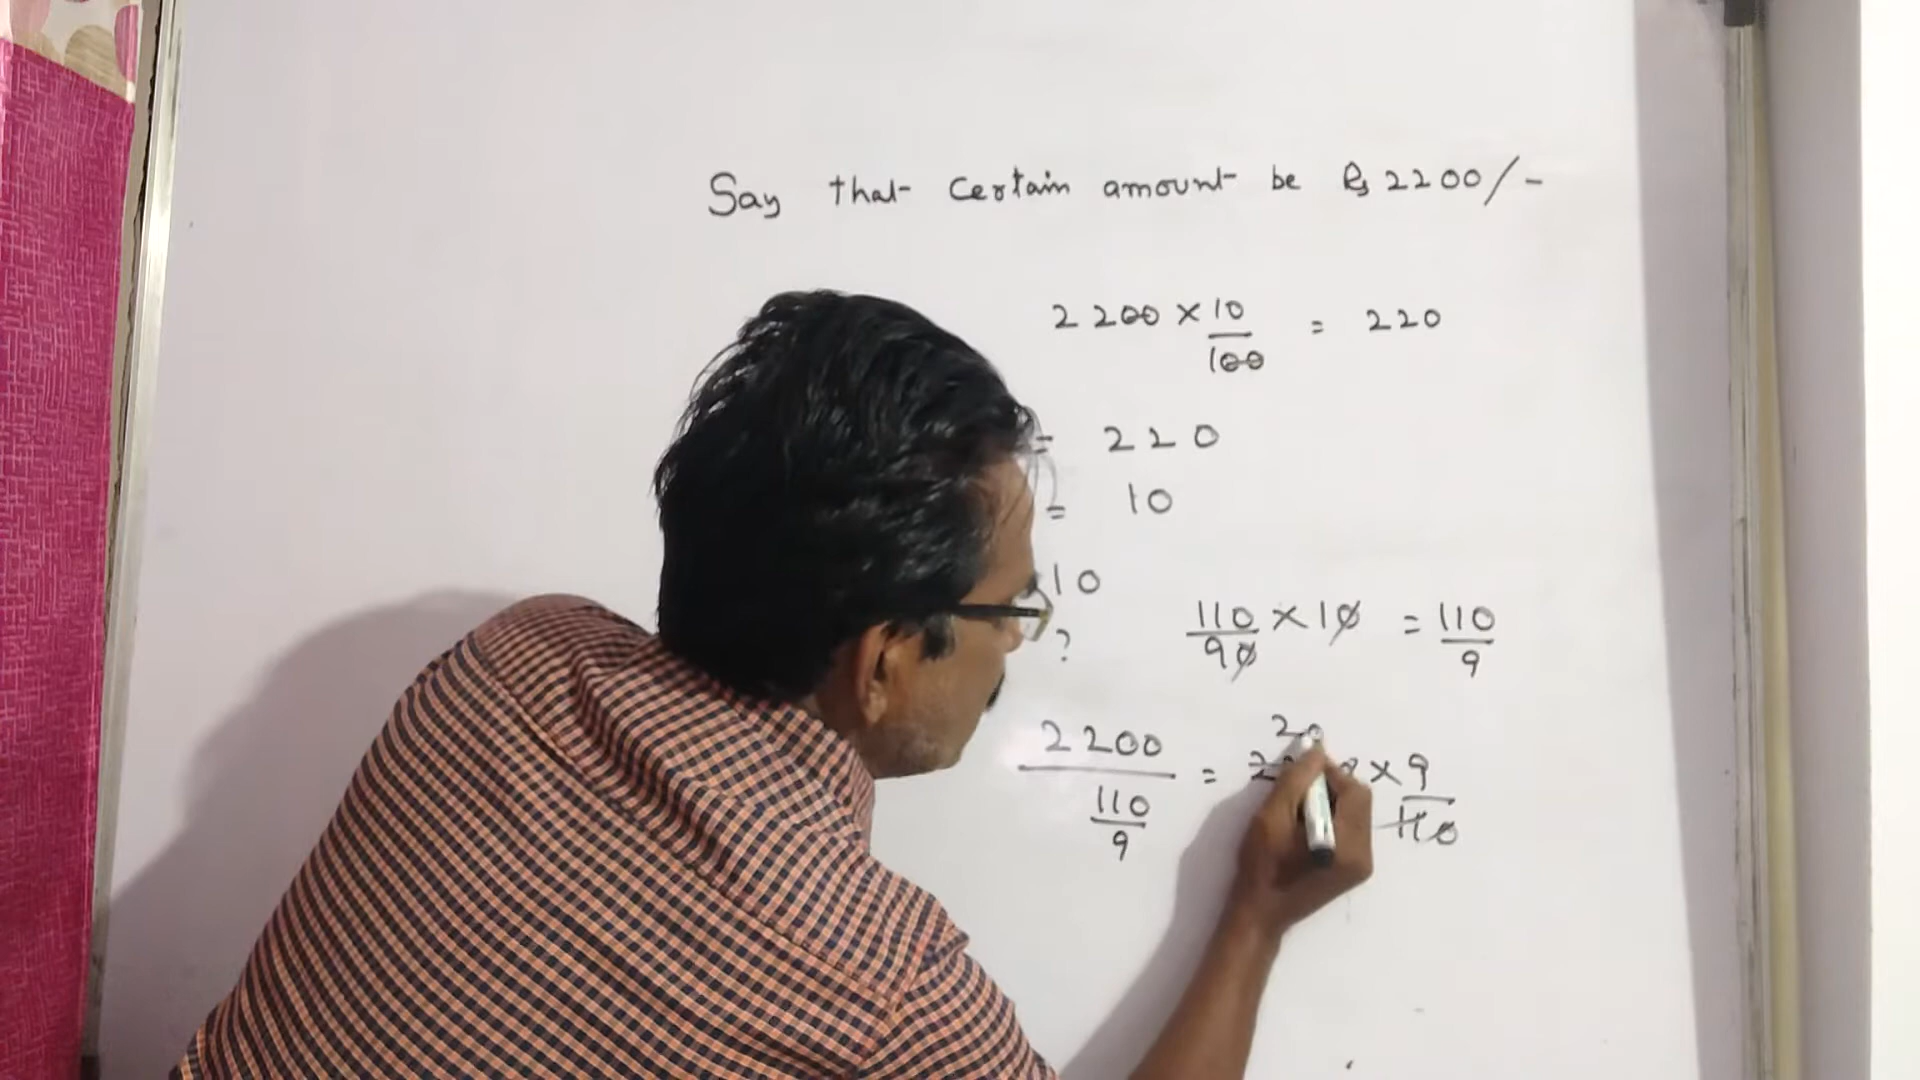 Say that certain amount be Rs 2200/-
2200 × 10/100 = 220
= 220
= 10
10
?
110/90 × 10 = 110/9
2200/(110/9) = × 9/110
20